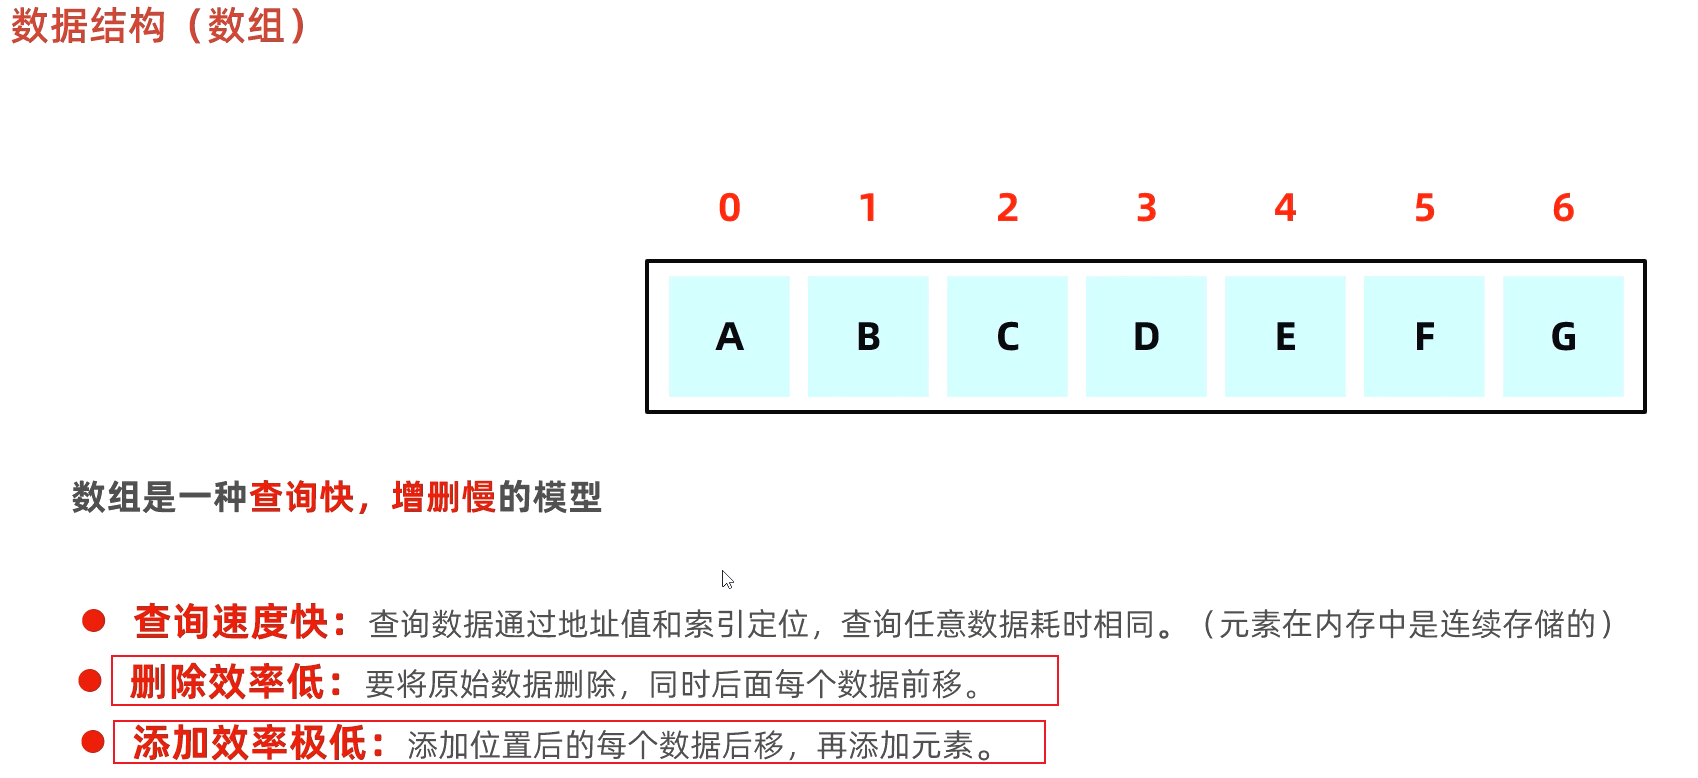 数据结构（数组）
0 1 2 3 4 5 6
A B C D E F G
数组是一种查询快，增删慢的模型
查询速度快：查询数据通过地址值和索引定位，查询任意数据耗时相同。（元素在内存中是连续存储的）
删除效率低：要将原始数据删除，同时后面每个数据前移。
添加效率极低：添加位置后的每个数据后移，再添加元素。